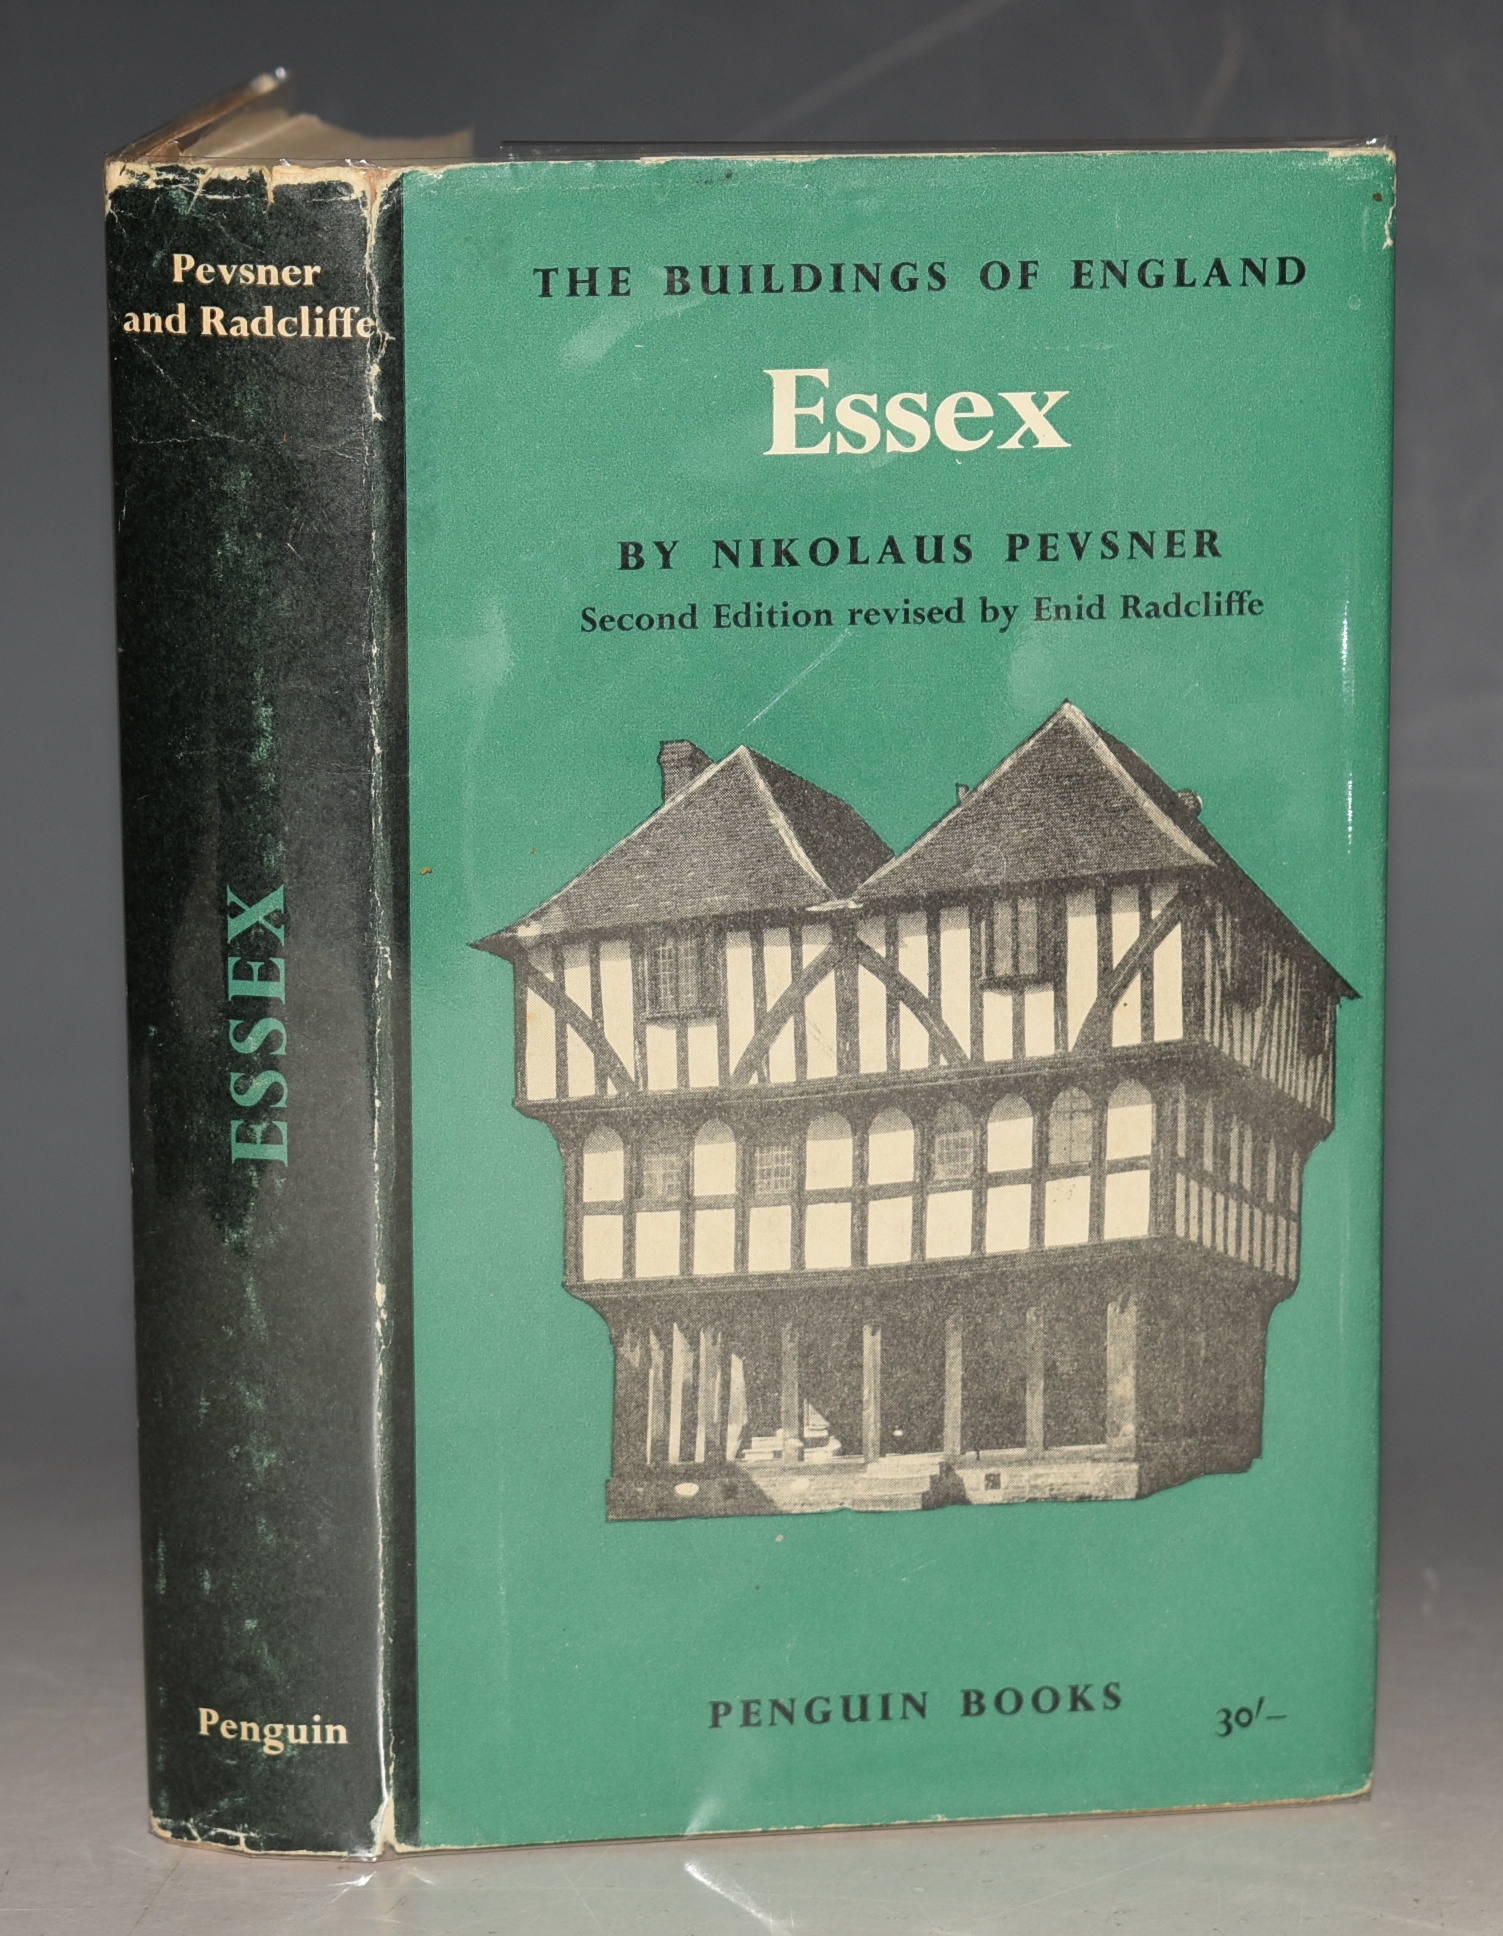 Pevsner
and Radcliffe
ESSEX
Penguin
THE BUILDINGS OF ENGLAND
Essex
BY NIKOLAUS PEVSNER
Second Edition revised by Enid Radcliffe
PENGUIN BOOKS
30/–